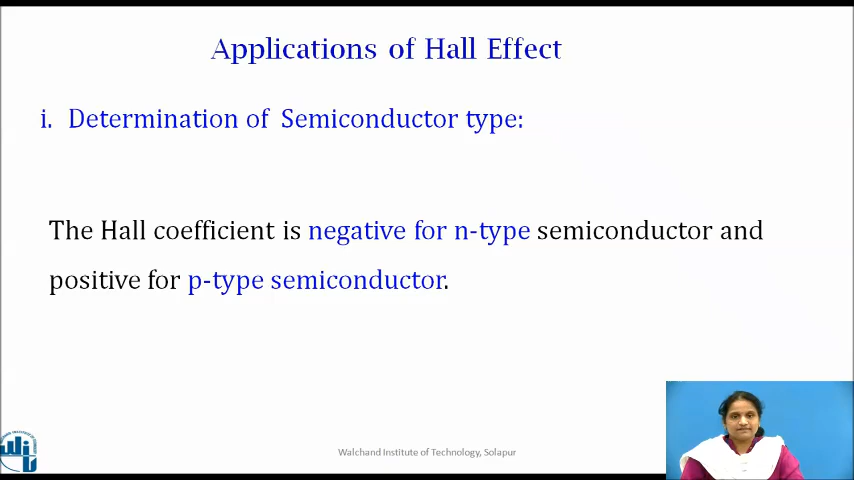 Applications of Hall Effect
i. Determination of Semiconductor type:
The Hall coefficient is negative for n-type semiconductor and
positive for p-type semiconductor.
Walchand Institute of Technology, Solapur